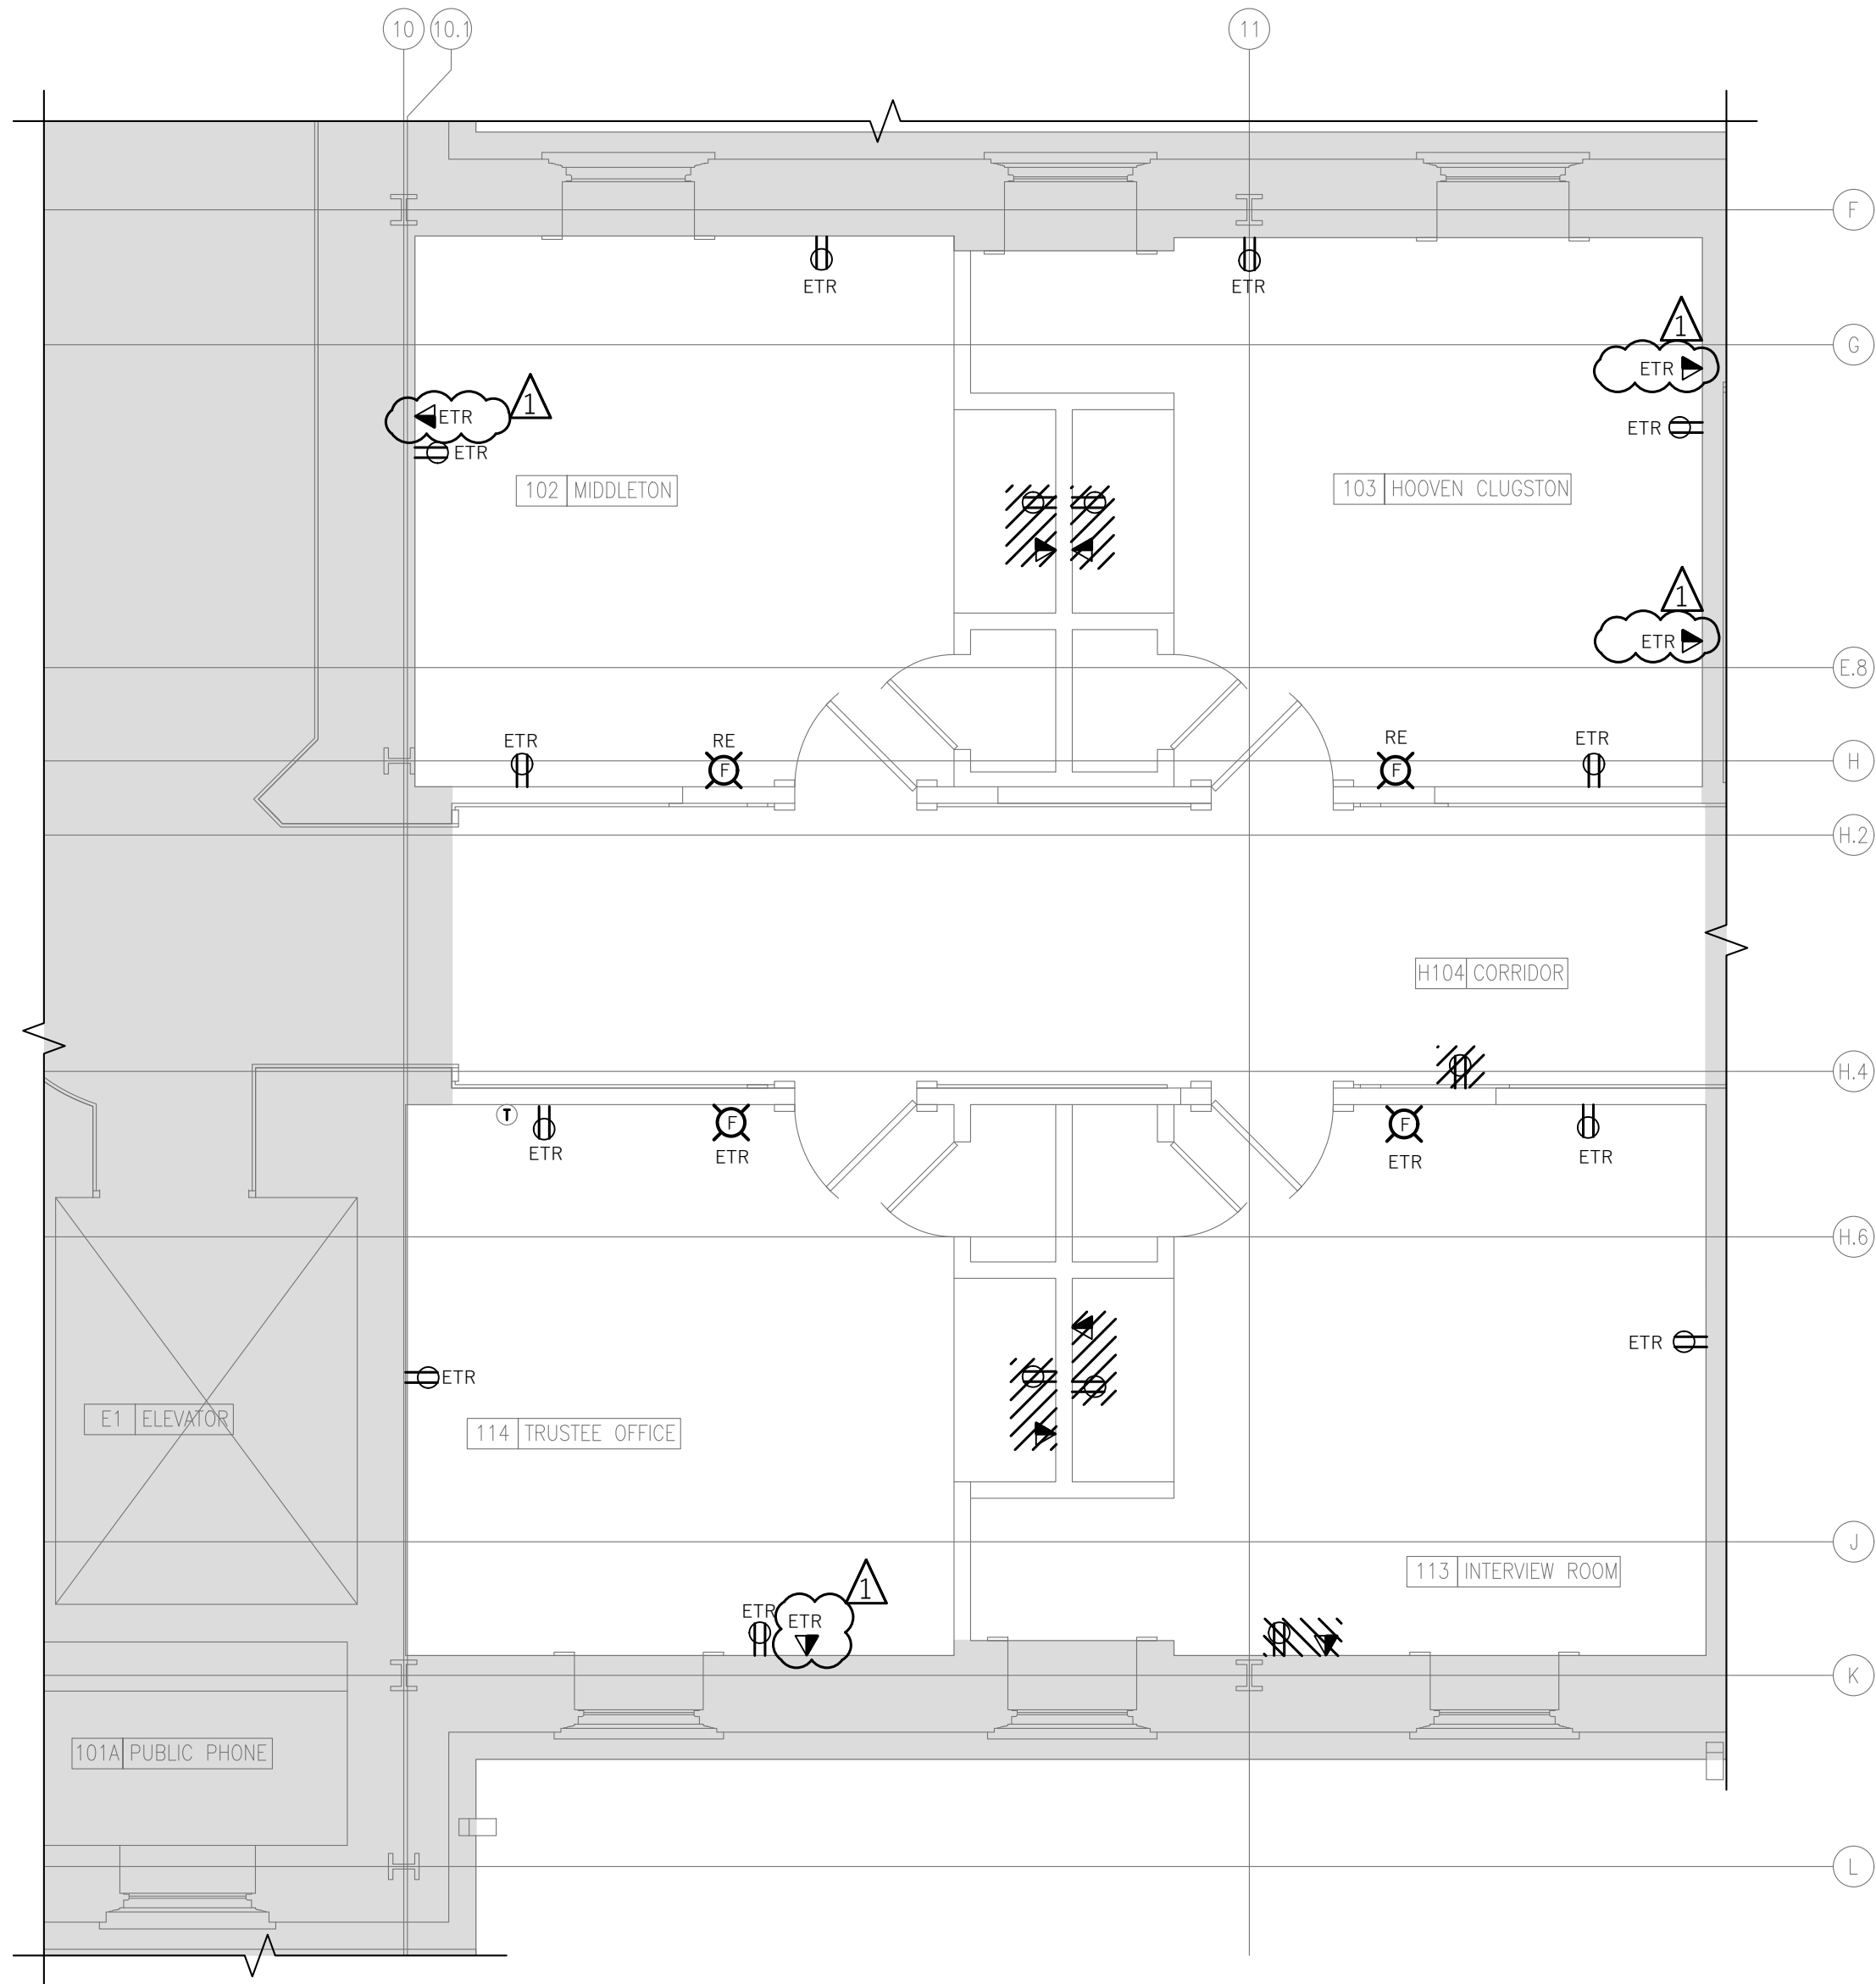 10 10.1 11
F
ETR ETR
1
G
ETR
1
ETR
ETR
ETR
102 MIDDLETON
103 HOOVEN CLUGSTON
1
ETR
E.8
ETR RE RE ETR
F F
H
H.2
H104 CORRIDOR
H.4
T F F
ETR ETR ETR ETR
H.6
ETR
ETR
E1 ELEVATOR
114 TRUSTEE OFFICE
J
113 INTERVIEW ROOM
1
ETR
ETR
K
101A PUBLIC PHONE
L